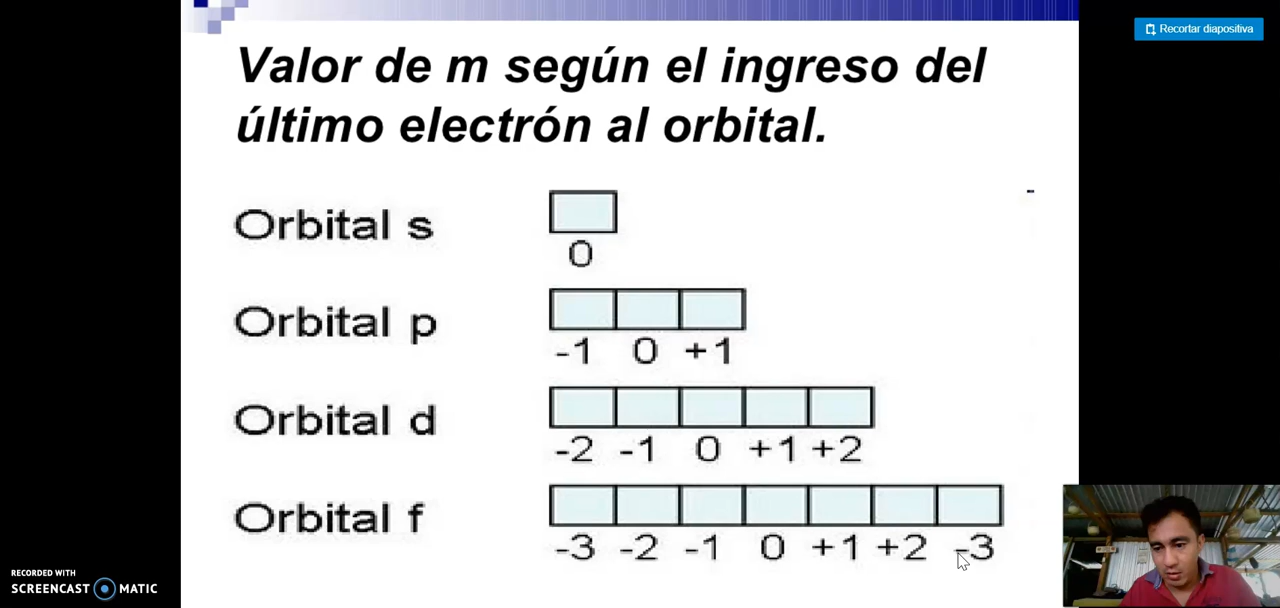 Recortar diapositiva
Valor de m según el ingreso del
último electrón al orbital.
Orbital s
0
Orbital p
-1 0 +1
Orbital d
-2 -1 0 +1 +2
Orbital f
-3 -2 -1 0 +1 +2 -3
RECORDED WITH
SCREENCAST MATIC